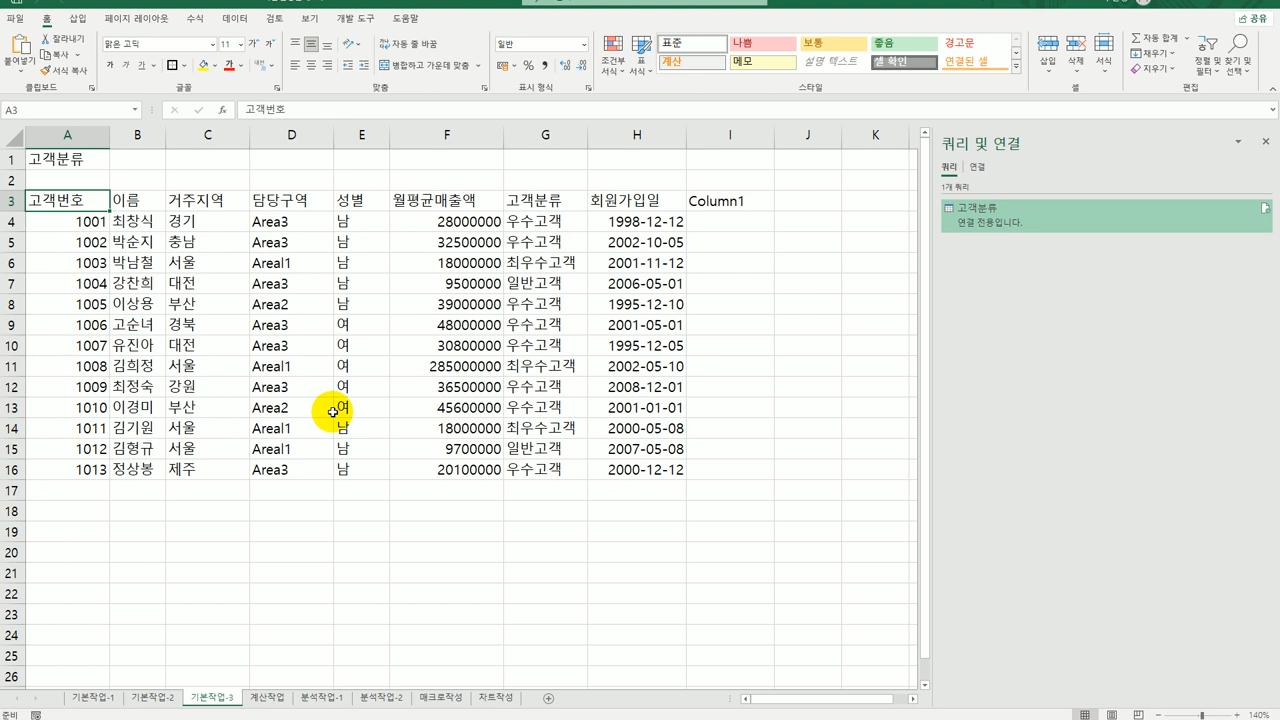 파일 홈 삽입 페이지 레이아웃 수식 데이터 검토 보기 개발 도구 도움말 공유
잘라내기 맑은 고딕 11 가 가 자동 줄 바꿈 일반 표준 나쁨 보통 좋음 경고문 자동 합계
붙여넣기 복사 조건부 서식 표 서식 채우기 정렬 및 필터 찾기 및 선택
서식 복사 가 가 가 병합하고 가운데 맞춤 % 계산 메모 설명 텍스트 셀 확인 연결된 셀 삽입 삭제 서식 지우기
클립보드 글꼴 맞춤 표시 형식 스타일 셀 편집
A3 fx 고객번호
A B C D E F G H I J K
1 고객분류
2
3 고객번호 이름 거주지역 담당구역 성별 월평균매출액 고객분류 회원가입일 Column1
4 1001 최창식 경기 Area3 남 28000000 우수고객 1998-12-12
5 1002 박순지 충남 Area3 남 32500000 우수고객 2002-10-05
6 1003 박남철 서울 Areal1 남 18000000 최우수고객 2001-11-12
7 1004 강찬희 대전 Area3 남 9500000 일반고객 2006-05-01
8 1005 이상용 부산 Area2 남 39000000 우수고객 1995-12-10
9 1006 고순녀 경북 Area3 여 48000000 우수고객 2001-05-01
10 1007 유진아 대전 Area3 여 30800000 우수고객 1995-12-05
11 1008 김희정 서울 Areal1 여 285000000 최우수고객 2002-05-10
12 1009 최정숙 강원 Area3 여 36500000 우수고객 2008-12-01
13 1010 이경미 부산 Area2 여 45600000 우수고객 2001-01-01
14 1011 김기원 서울 Areal1 남 18000000 최우수고객 2000-05-08
15 1012 김형규 서울 Areal1 남 9700000 일반고객 2007-05-08
16 1013 정상봉 제주 Area3 남 20100000 우수고객 2000-12-12
17
18
19
20
21
22
23
24
25
26
쿼리 및 연결
쿼리 연결
1개 쿼리
고객분류
연결 전용입니다.
기본작업-1 기본작업-2 기본작업-3 계산작업 분석작업-1 분석작업-2 매크로작성 차트작성
준비 140%